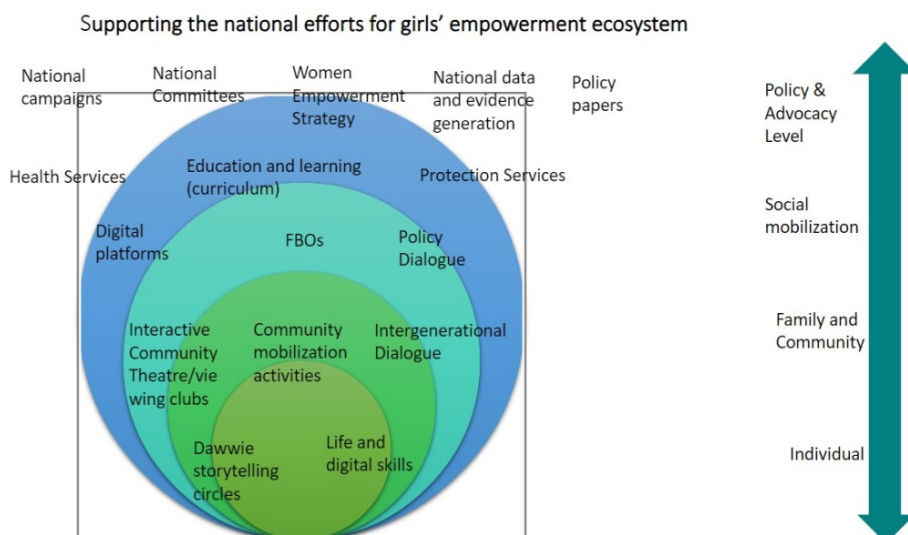 Supporting the national efforts for girls' empowerment ecosystem
National
campaigns
National
Committees
Women
Empowerment
Strategy
National data
and evidence
generation
Policy
papers
Policy &
Advocacy
Level
Health Services
Education and learning
(curriculum)
Protection Services
Social
mobilization
Digital
platforms
FBOs
Policy
Dialogue
Interactive
Community
Theatre/vie
wing clubs
Community
mobilization
activities
Intergenerational
Dialogue
Family and
Community
Dawwie
storytelling
circles
Life and
digital skills
Individual